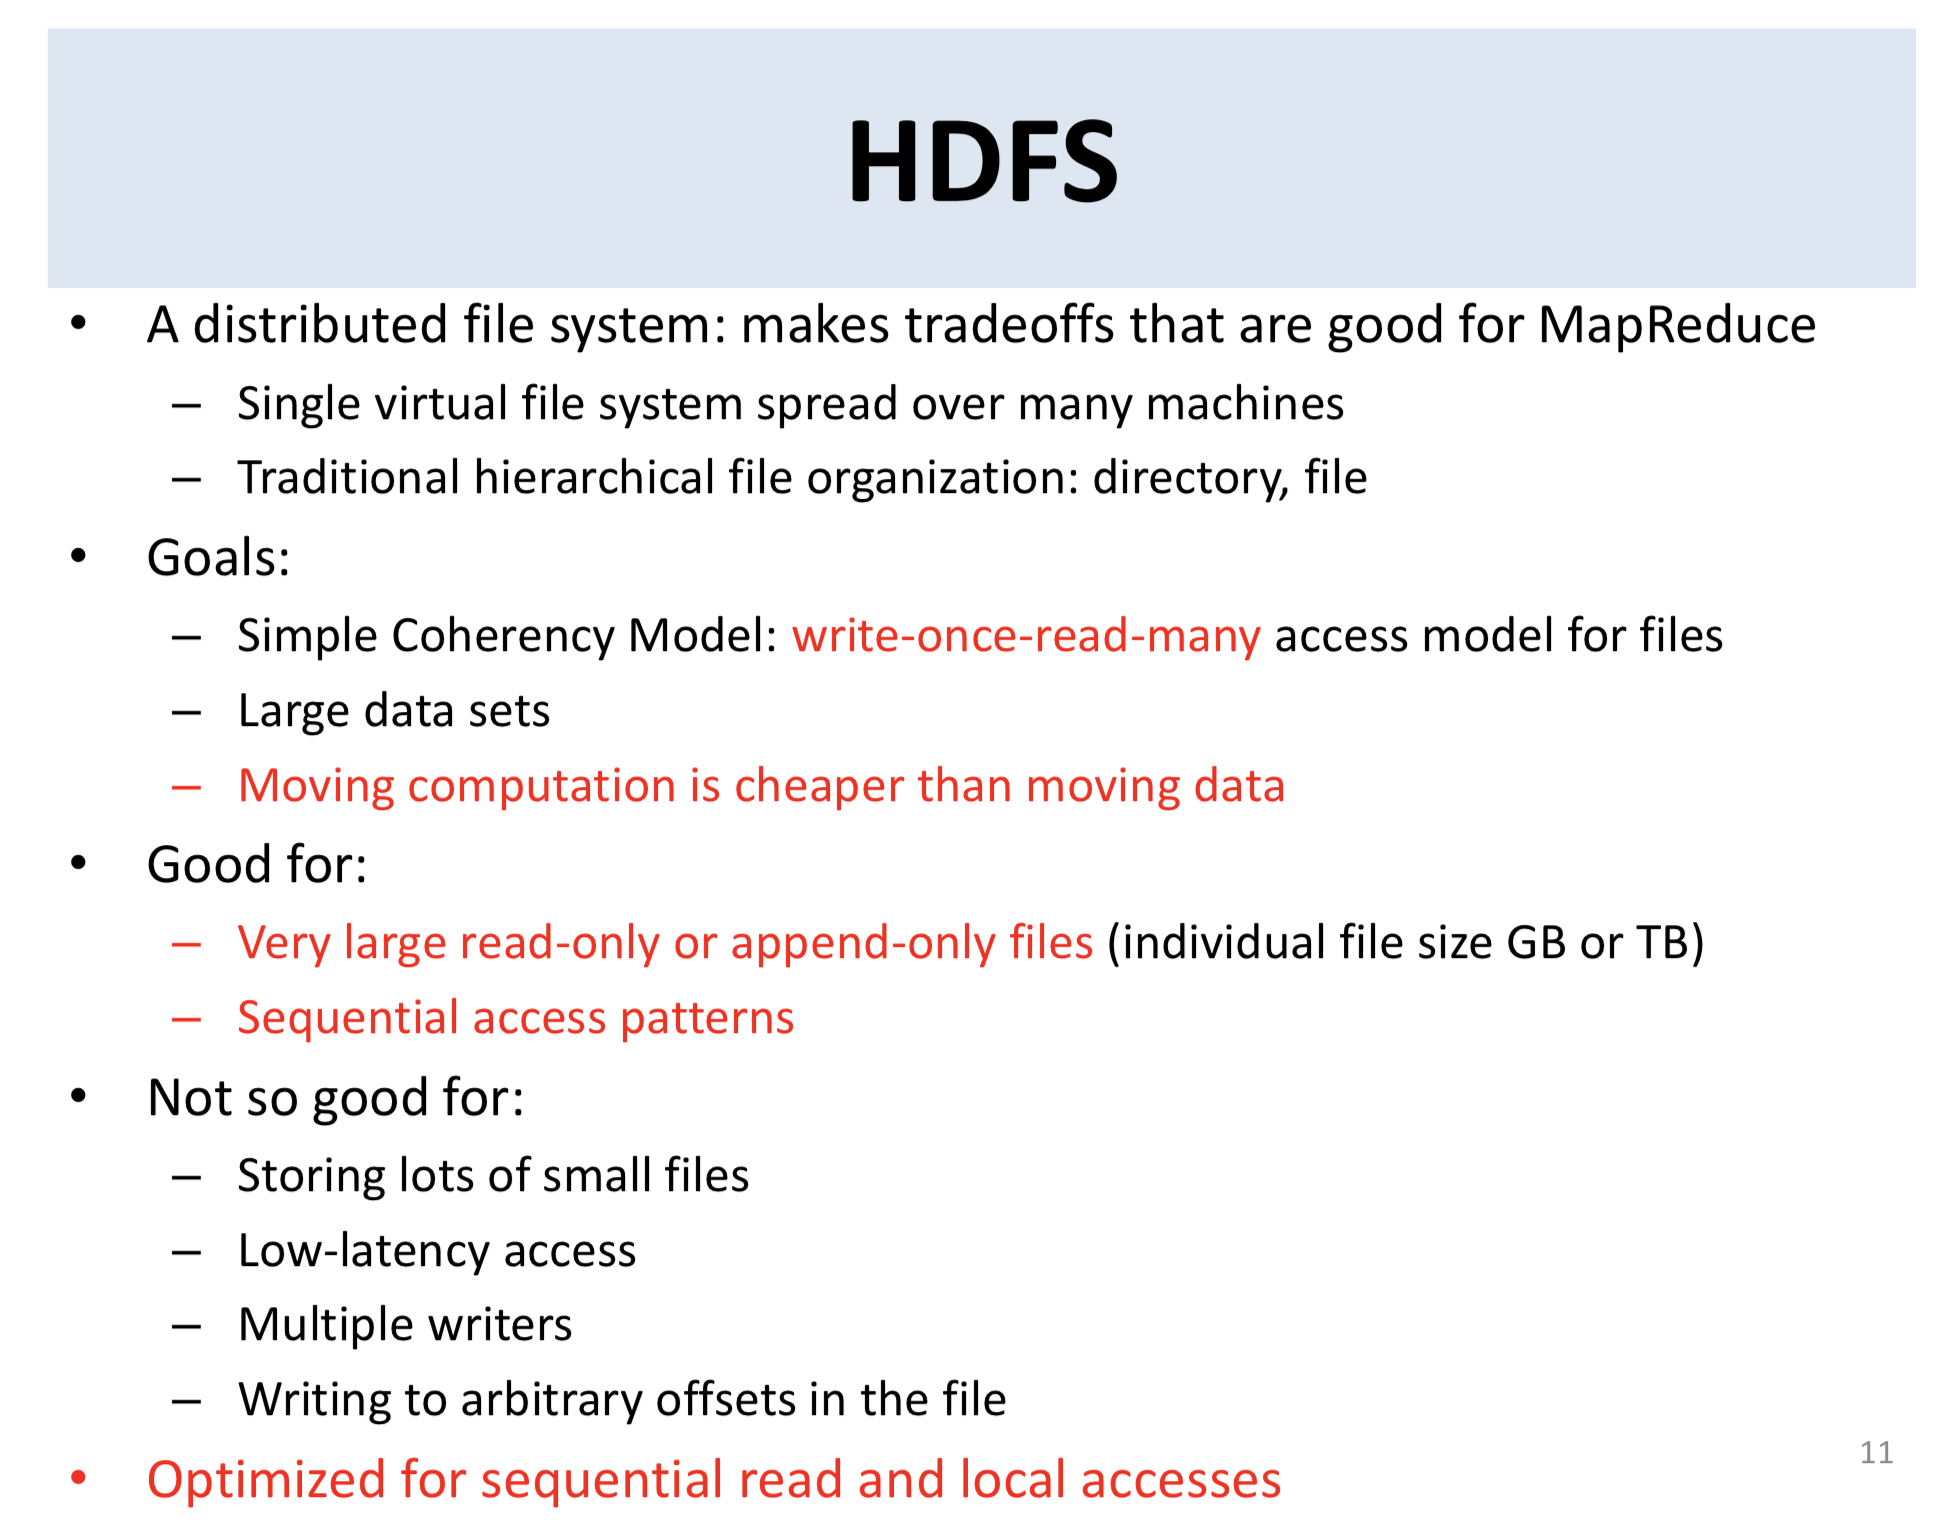 HDFS
• A distributed file system: makes tradeoffs that are good for MapReduce
– Single virtual file system spread over many machines
– Traditional hierarchical file organization: directory, file
• Goals:
– Simple Coherency Model: write-once-read-many access model for files
– Large data sets
– Moving computation is cheaper than moving data
• Good for:
– Very large read-only or append-only files (individual file size GB or TB)
– Sequential access patterns
• Not so good for:
– Storing lots of small files
– Low-latency access
– Multiple writers
– Writing to arbitrary offsets in the file
• Optimized for sequential read and local accesses
11